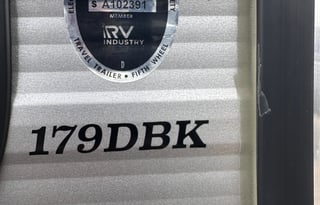 S A102391
MEMBER
RV
INDUSTRY
D
TRAVEL TRAILER • FIFTH WHEEL
179DBK